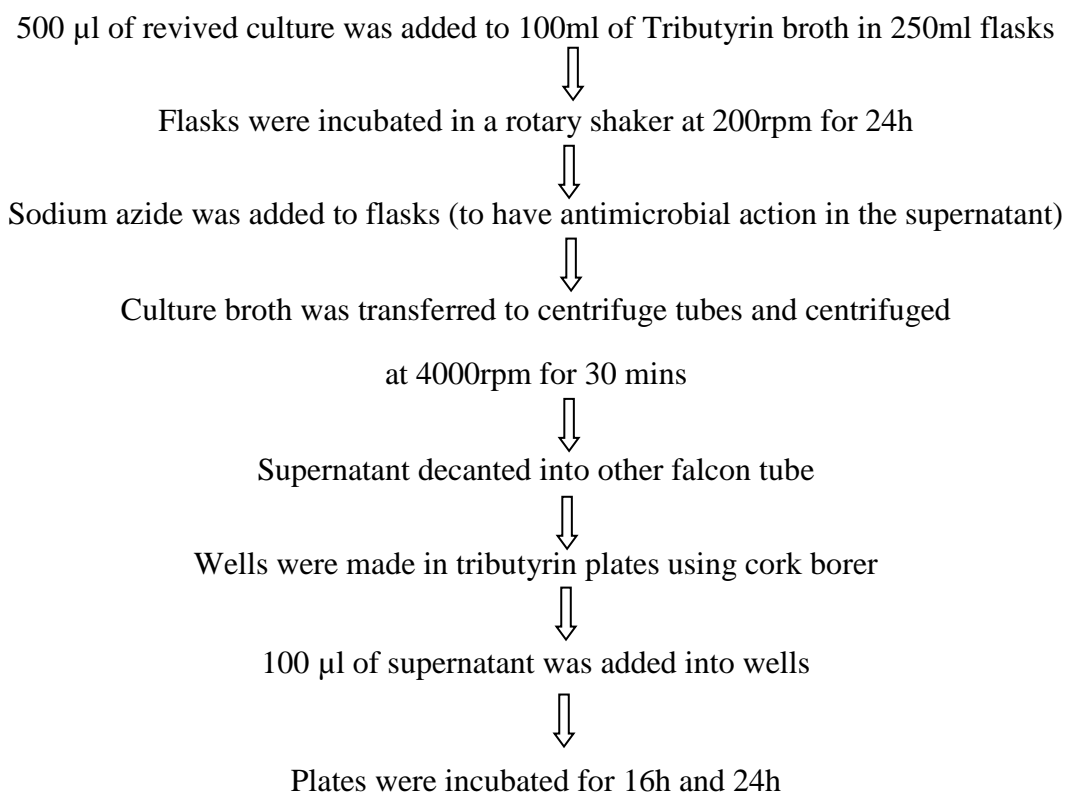 500 µl of revived culture was added to 100ml of Tributyrin broth in 250ml flasks
Flasks were incubated in a rotary shaker at 200rpm for 24h
Sodium azide was added to flasks (to have antimicrobial action in the supernatant)
Culture broth was transferred to centrifuge tubes and centrifuged
at 4000rpm for 30 mins
Supernatant decanted into other falcon tube
Wells were made in tributyrin plates using cork borer
100 µl of supernatant was added into wells
Plates were incubated for 16h and 24h